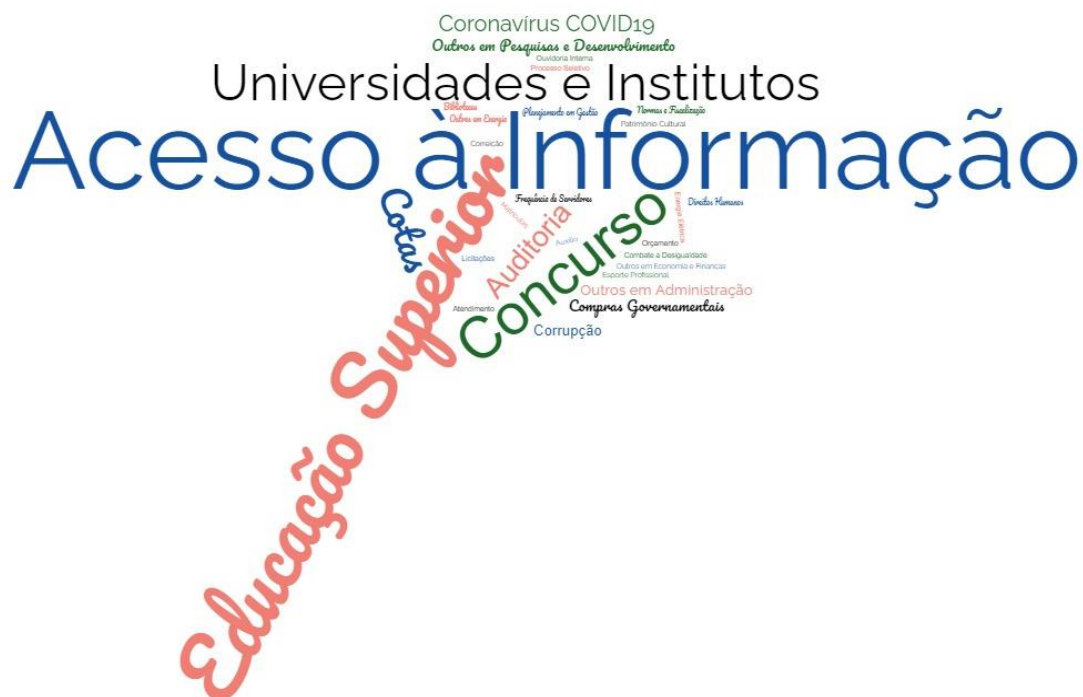 Coronavírus COVID19
Outros em Pesquisas e Desenvolvimento
Ouvidoria Interna
Processo Seletivo
Universidades e Institutos
Bibliotecas
Outros em Energia
Planejamento em Gestão
Normas e Fiscalização
Patrimônio Cultural
Acesso à Informação
Correição
Cotas
Educação Superior
Frequência de Servidores
Matrículas
Auditoria
Concurso
Energia Elétrica
Direitos Humanos
Auxílio
Orçamento
Licitações
Combate a Desigualdade
Outros em Economia e Finanças
Esporte Profissional
Outros em Administração
Atendimento
Compras Governamentais
Corrupção